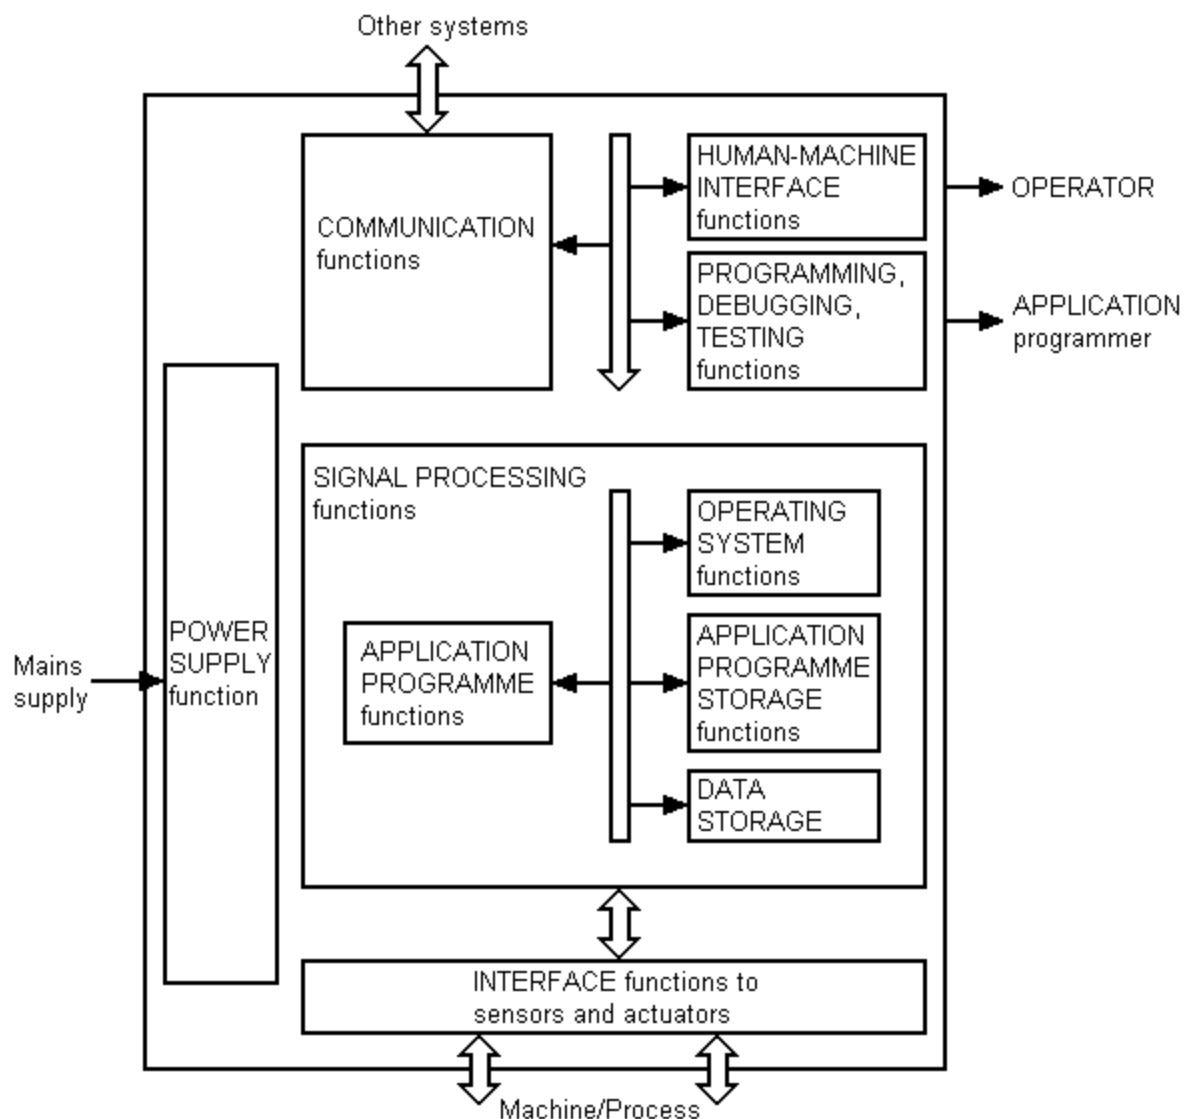 Other systems
COMMUNICATION
functions
HUMAN-MACHINE
INTERFACE
functions
OPERATOR
PROGRAMMING,
DEBUGGING,
TESTING
functions
APPLICATION
programmer
SIGNAL PROCESSING
functions
OPERATING
SYSTEM
functions
POWER
SUPPLY
function
Mains
supply
APPLICATION
PROGRAMME
functions
APPLICATION
PROGRAMME
STORAGE
functions
DATA
STORAGE
INTERFACE functions to
sensors and actuators
Machine/Process